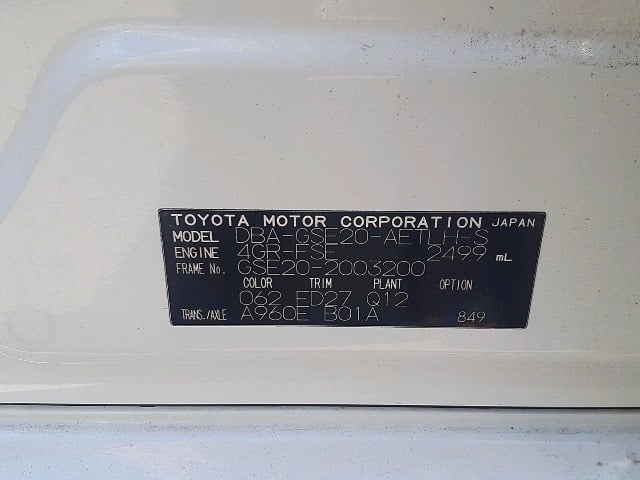 TOYOTA MOTOR CORPORATION JAPAN
MODEL DBA-GSE20-AETLH-S
ENGINE 4GR-FSE 2499 mL
FRAME No. GSE20-2003200
COLOR TRIM PLANT OPTION
062 ED27 Q12
TRANS./AXLE A960E B01A 849